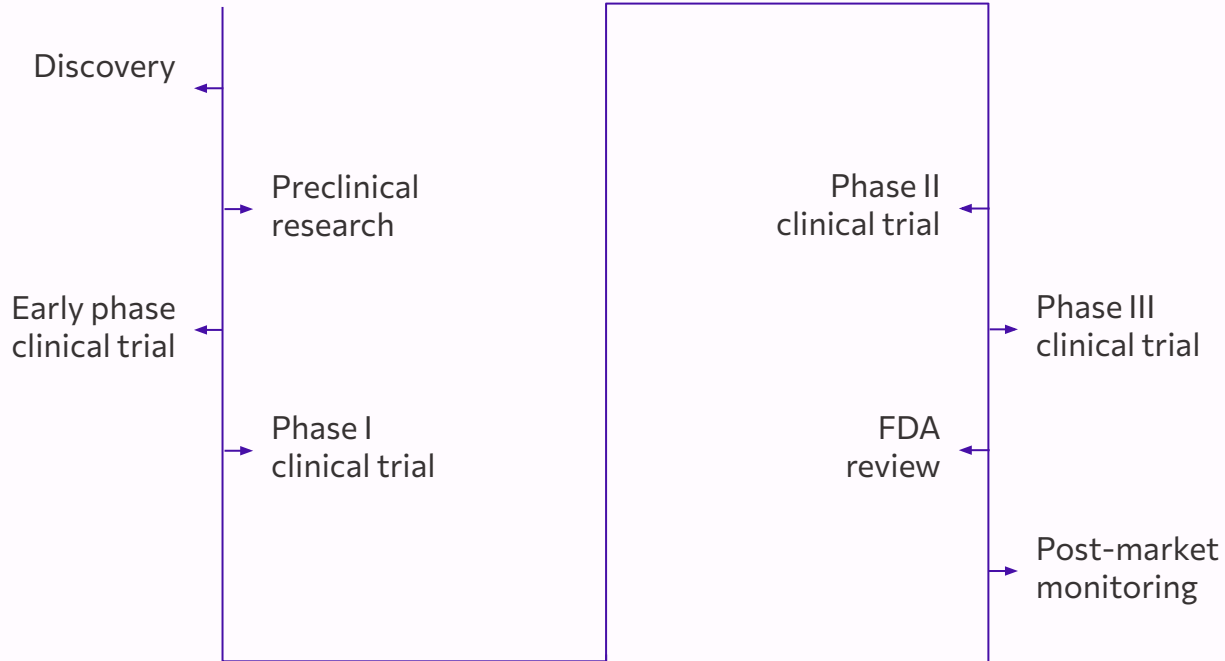 Discovery
Preclinical
research
Early phase
clinical trial
Phase I
clinical trial
Phase II
clinical trial
Phase III
clinical trial
FDA
review
Post-market
monitoring